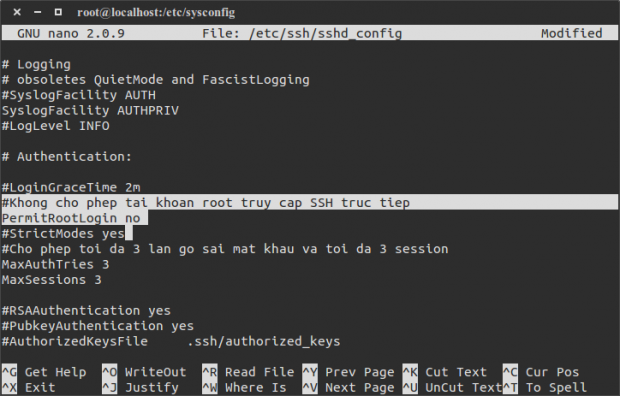 root@localhost:/etc/sysconfig
GNU nano 2.0.9 File: /etc/ssh/sshd_config Modified
# Logging
# obsoletes QuietMode and FascistLogging
#SyslogFacility AUTH
SyslogFacility AUTHPRIV
#LogLevel INFO
# Authentication:
#LoginGraceTime 2m
#Khong cho phep tai khoan root truy cap SSH truc tiep
PermitRootLogin no
#StrictModes yes
#Cho phep toi da 3 lan go sai mat khau va toi da 3 session
MaxAuthTries 3
MaxSessions 3
#RSAAuthentication yes
#PubkeyAuthentication yes
#AuthorizedKeysFile .ssh/authorized_keys
^G Get Help ^O WriteOut ^R Read File ^Y Prev Page ^K Cut Text ^C Cur Pos
^X Exit ^J Justify ^W Where Is ^V Next Page ^U UnCut Text ^T To Spell